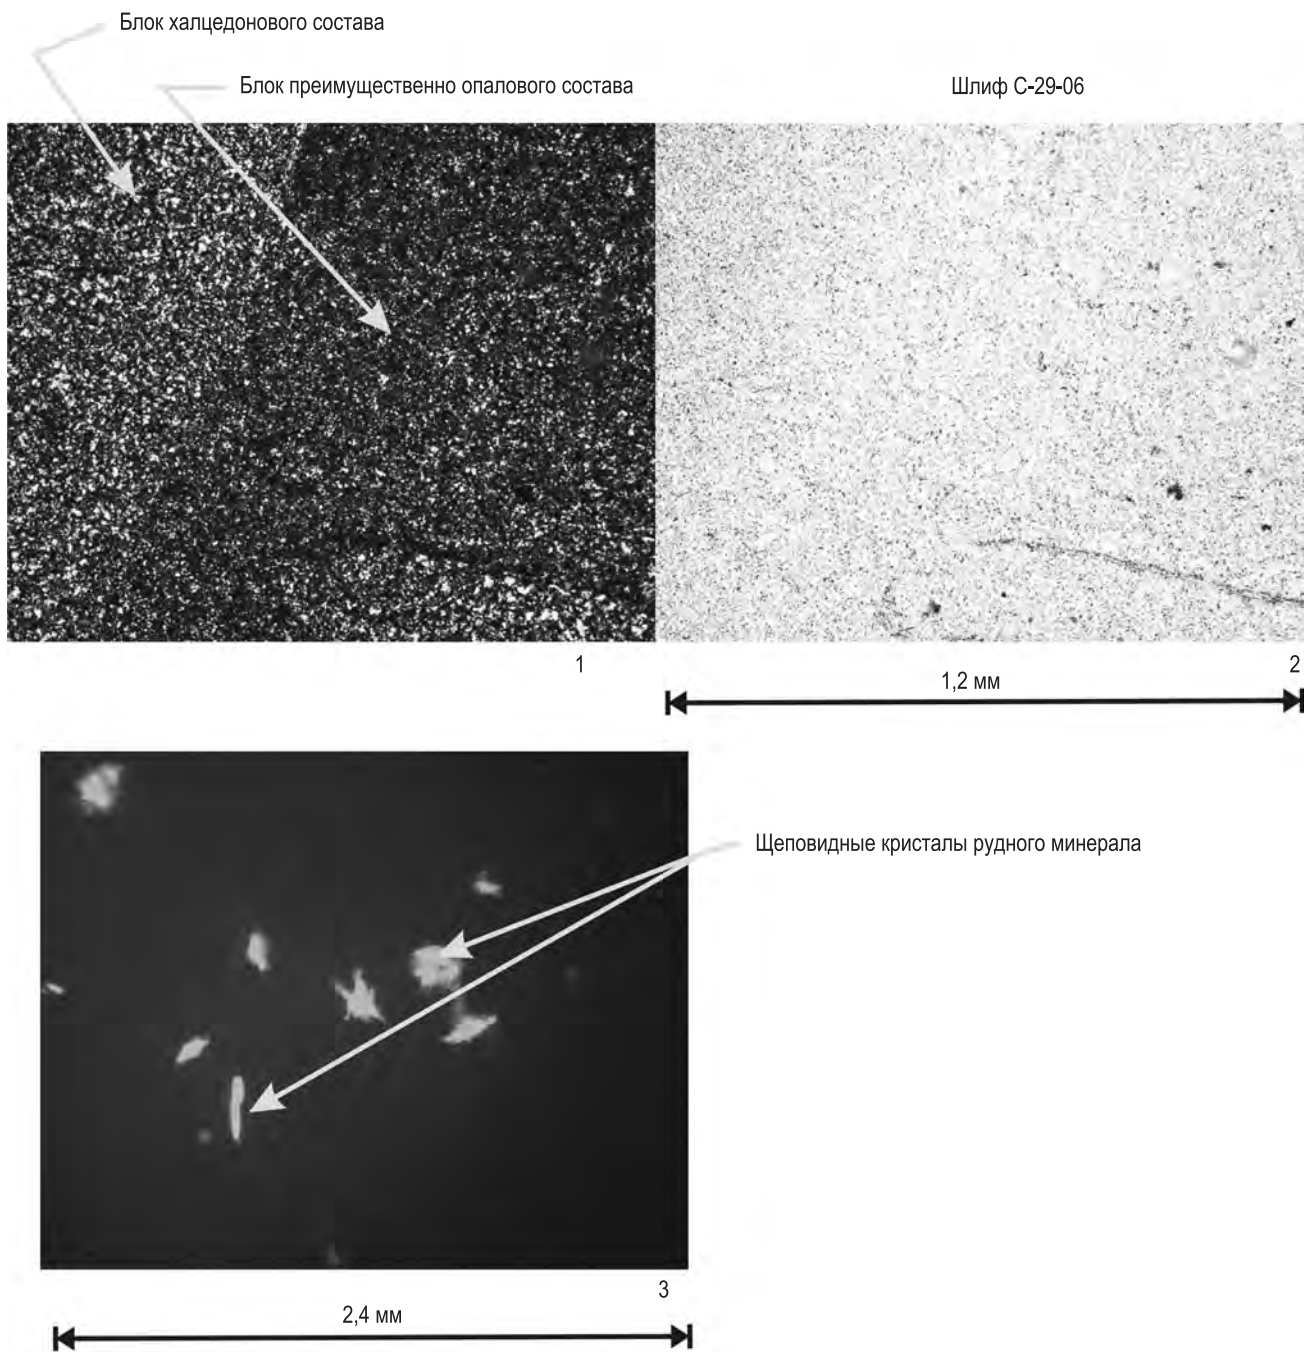 Блок халцедонового состава
Блок преимущественно опалового состава
Шлиф С-29-06
1
2
1,2 мм
Щеповидные кристалы рудного минерала
3
2,4 мм